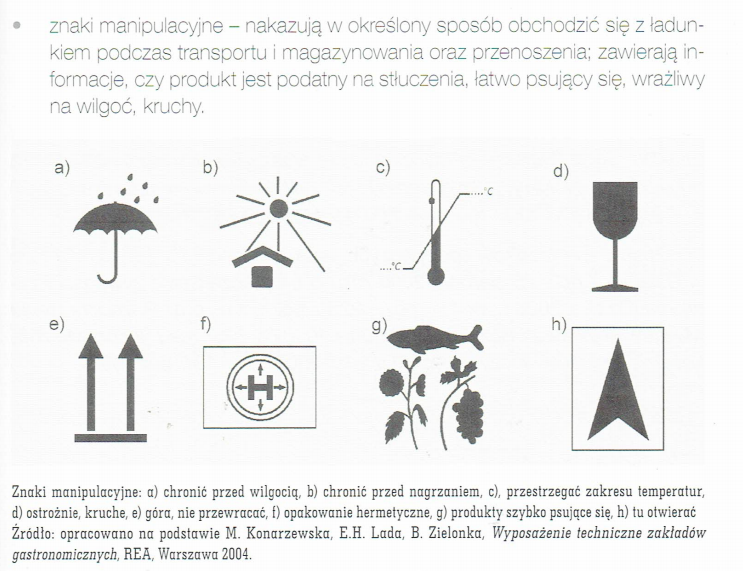 • znaki manipulacyjne – nakazują w określony sposób obchodzić się z ładun-
kiem podczas transportu i magazynowania oraz przenoszenia; zawierają in-
formacje, czy produkt jest podatny na stłuczenia, łatwo psujący się, wrażliwy
na wilgoć, kruchy.
a) b) c) d)
....°C
....°C
e) f) g) h)
H
Znaki manipulacyjne: a) chronić przed wilgocią, b) chronić przed nagrzaniem, c), przestrzegać zakresu temperatur,
d) ostrożnie, kruche, e) góra, nie przewracać, f) opakowanie hermetyczne, g) produkty szybko psujące się, h) tu otwierać
Źródło: opracowano na podstawie M. Konarzewska, E.H. Lada, B. Zielonka, Wyposażenie techniczne zakładów
gastronomicznych, REA, Warszawa 2004.